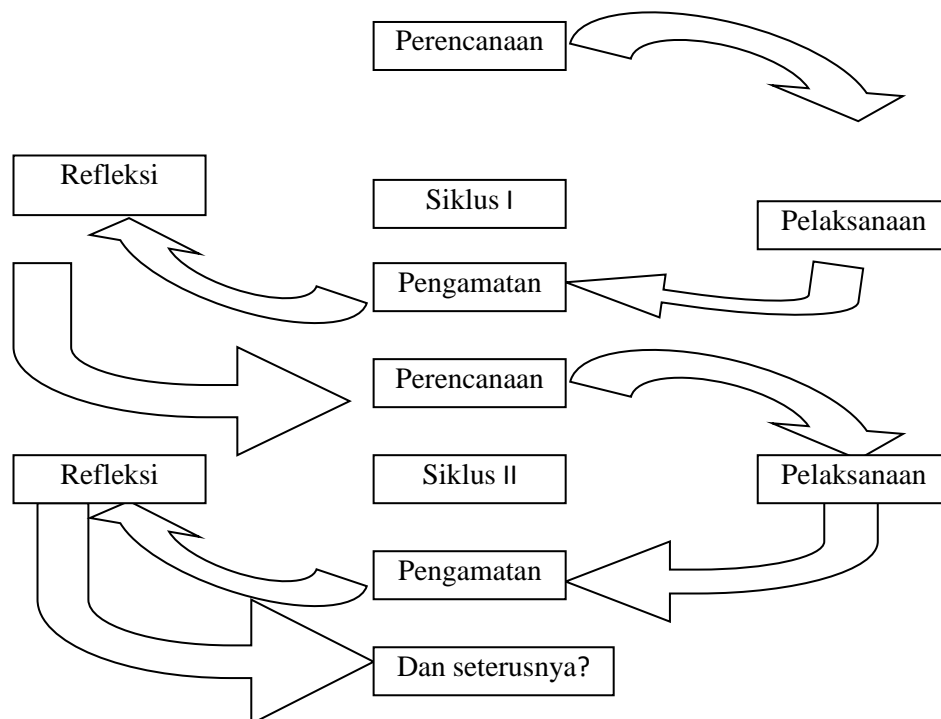 Perencanaan
Refleksi
Siklus I
Pelaksanaan
Pengamatan
Perencanaan
Refleksi
Siklus II
Pelaksanaan
Pengamatan
Dan seterusnya?